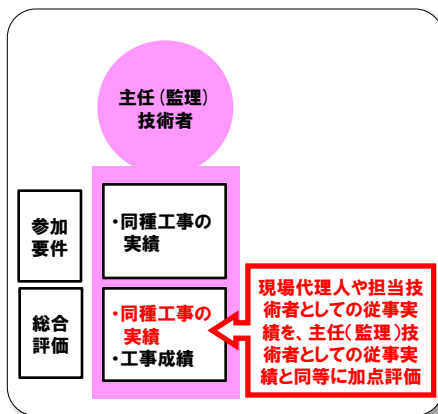 主任（監理）
技術者
参加
要件
・同種工事の
実績
総合
評価
・同種工事の
実績
・工事成績
現場代理人や担当技
術者としての従事実
績を、主任（監理）技
術者としての従事実
績と同等に加点評価